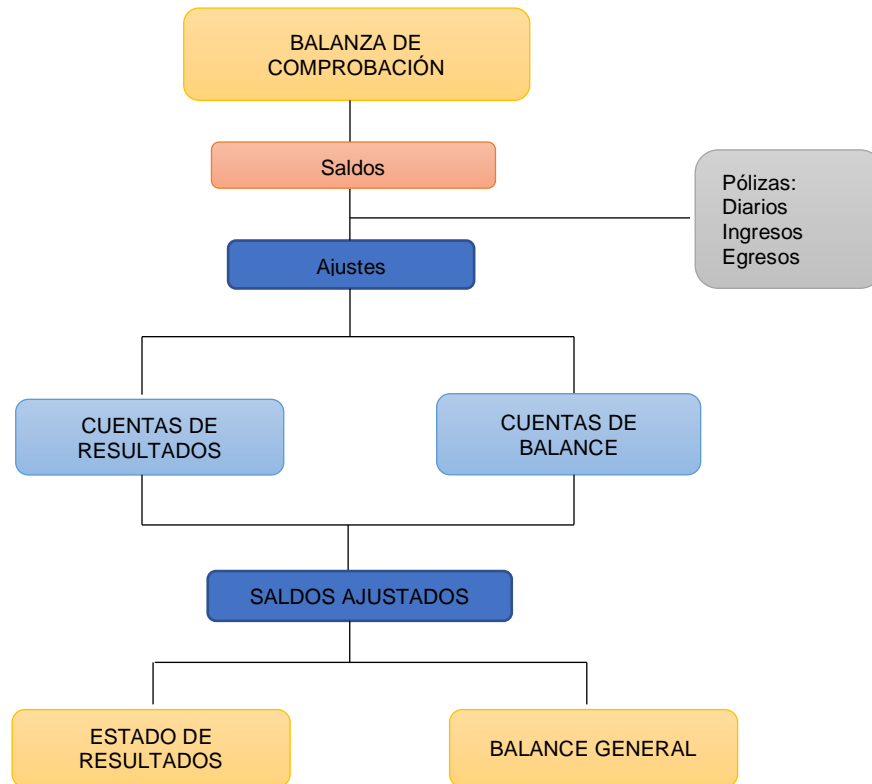 BALANZA DE
COMPROBACIÓN
Saldos
Pólizas:
Diarios
Ingresos
Egresos
Ajustes
CUENTAS DE
RESULTADOS
CUENTAS DE
BALANCE
SALDOS AJUSTADOS
ESTADO DE
RESULTADOS
BALANCE GENERAL